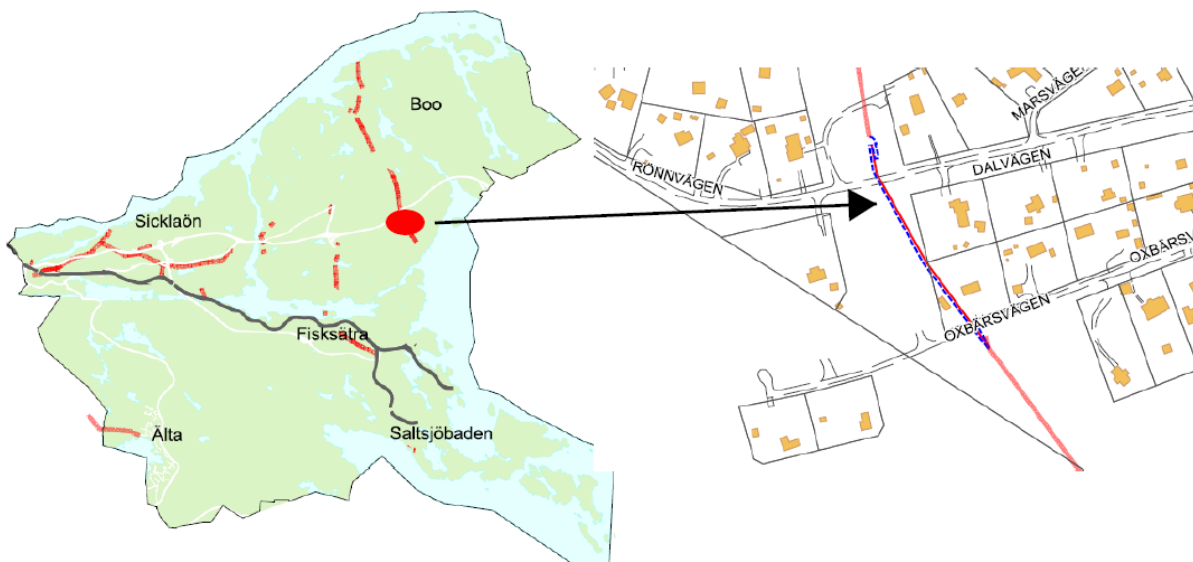 Boo
Sicklaön
Fisksätra
Älta
Saltsjöbaden
MARSVÄGEN
RÖNNVÄGEN
DALVÄGEN
OXBÄRSV
OXBÄRSVÄGEN